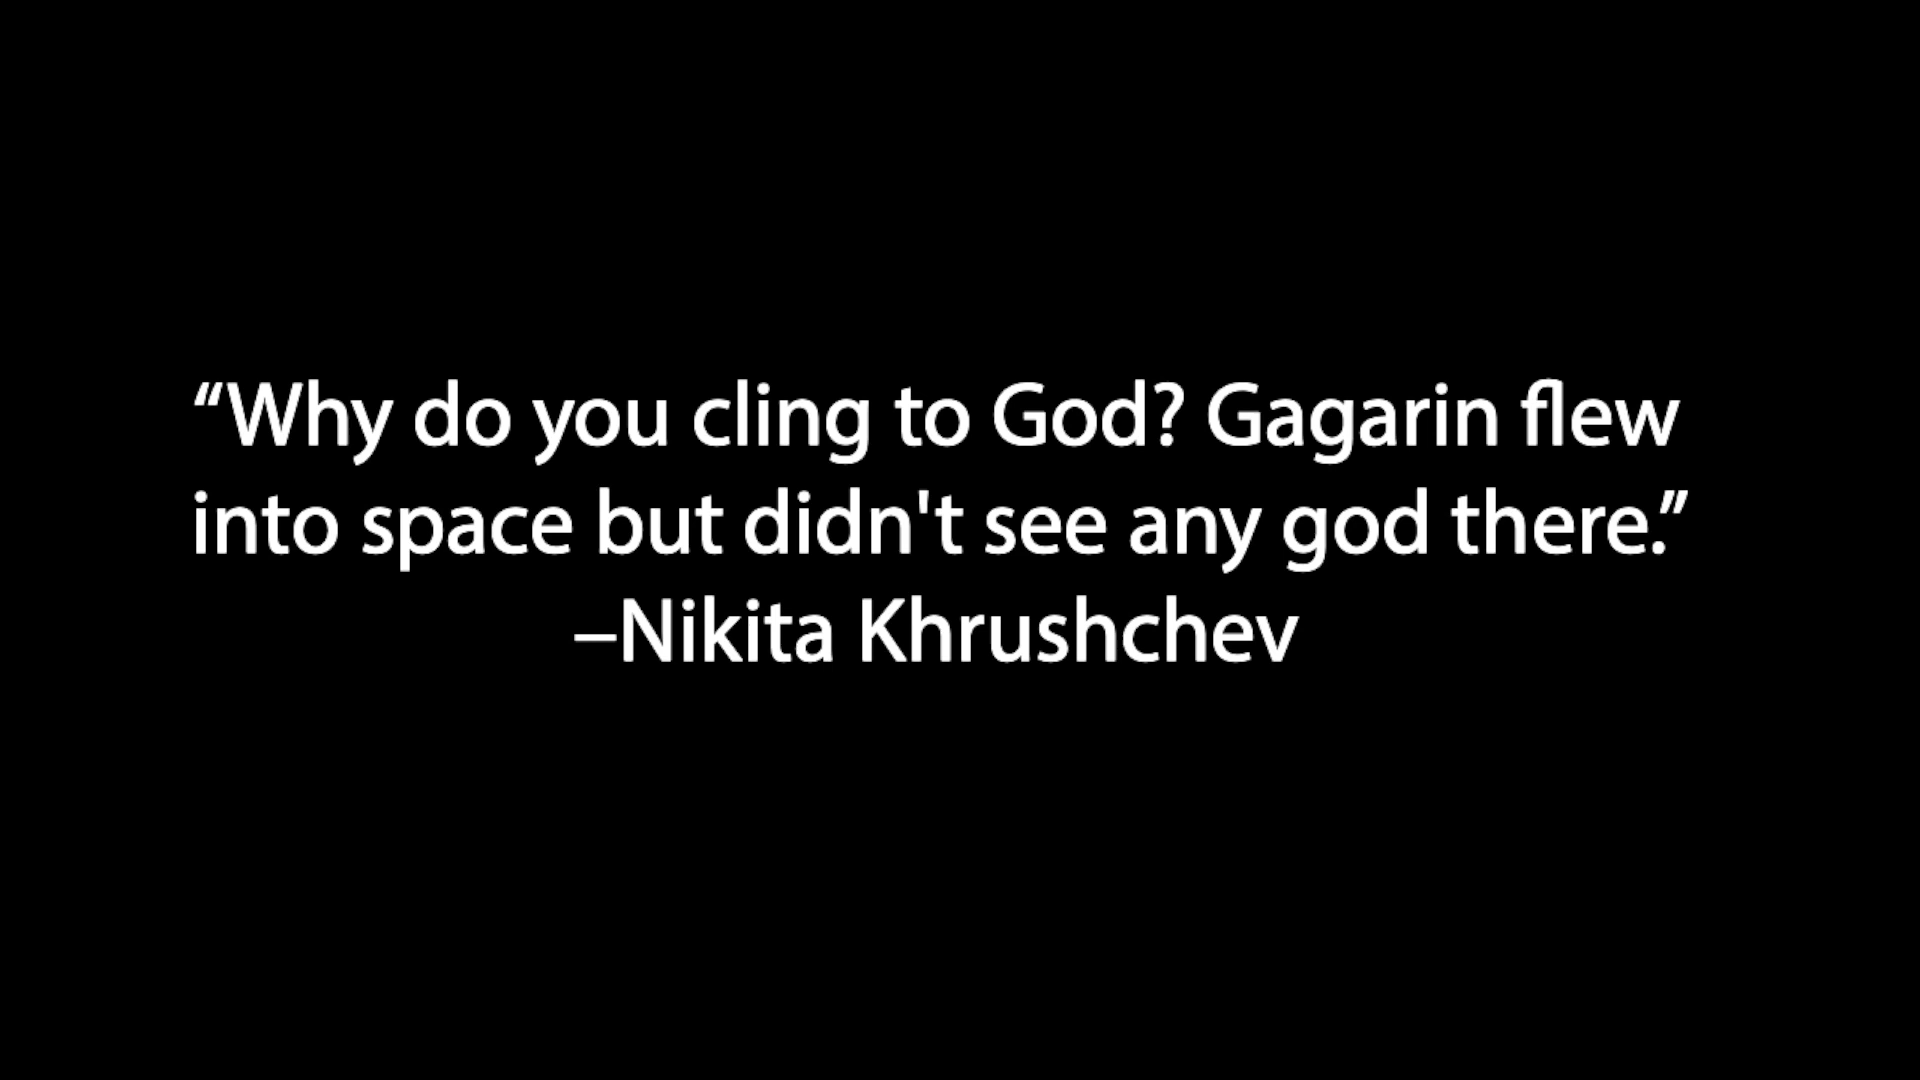 “Why do you cling to God? Gagarin flew
into space but didn't see any god there.”
–Nikita Khrushchev